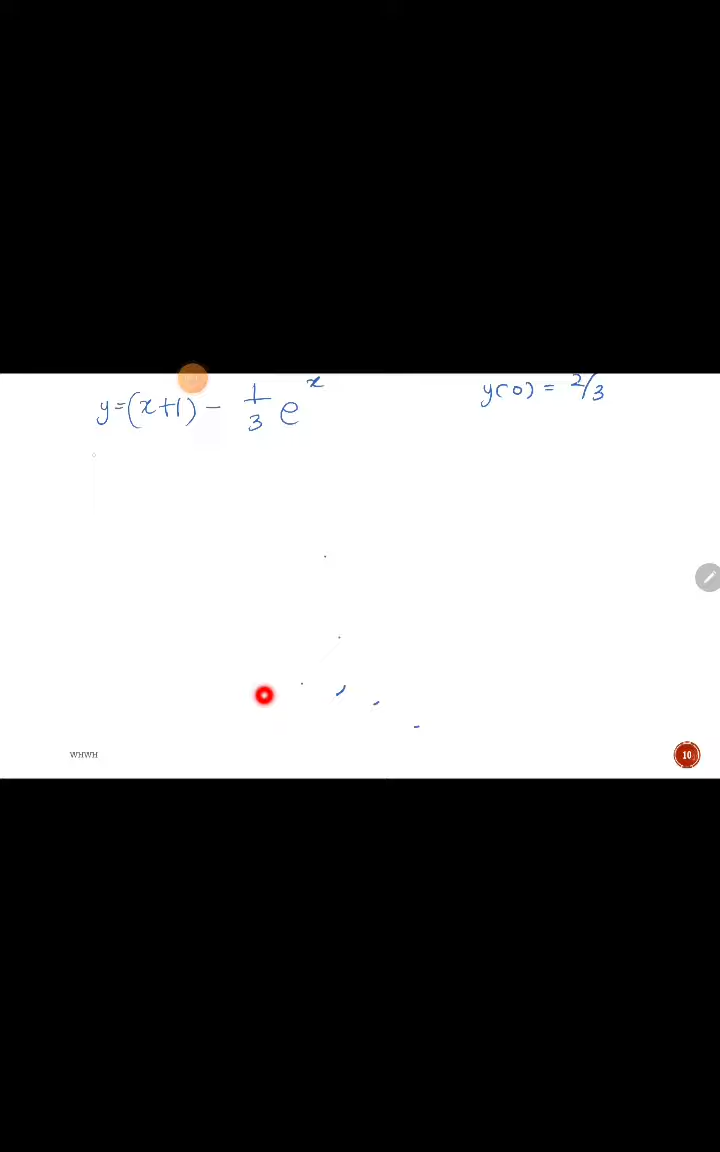 y=(x+1) - 1/3 e^x y(0) = 2/3
WHWH
10